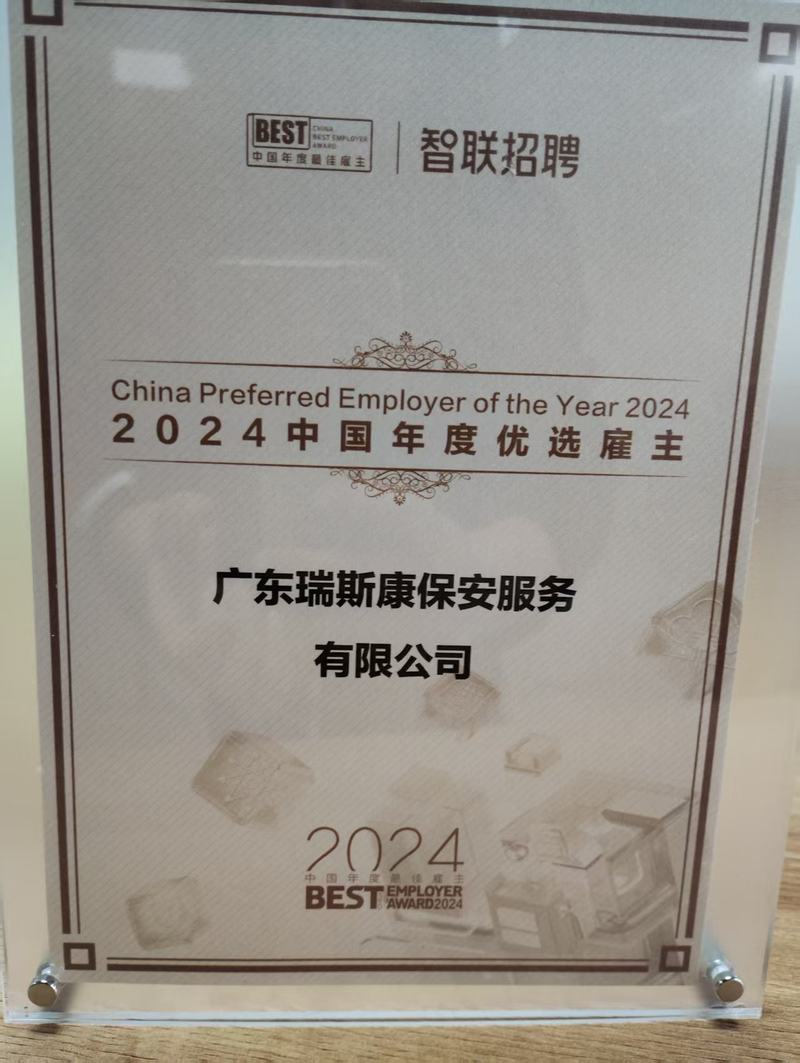 BEST CHINA
BEST EMPLOYER
AWARD
中国年度最佳雇主
智联招聘
China Preferred Employer of the Year 2024
2024中国年度优选雇主
广东瑞斯康保安服务
有限公司
2024
中国年度最佳雇主
BEST EMPLOYER
AWARD2024